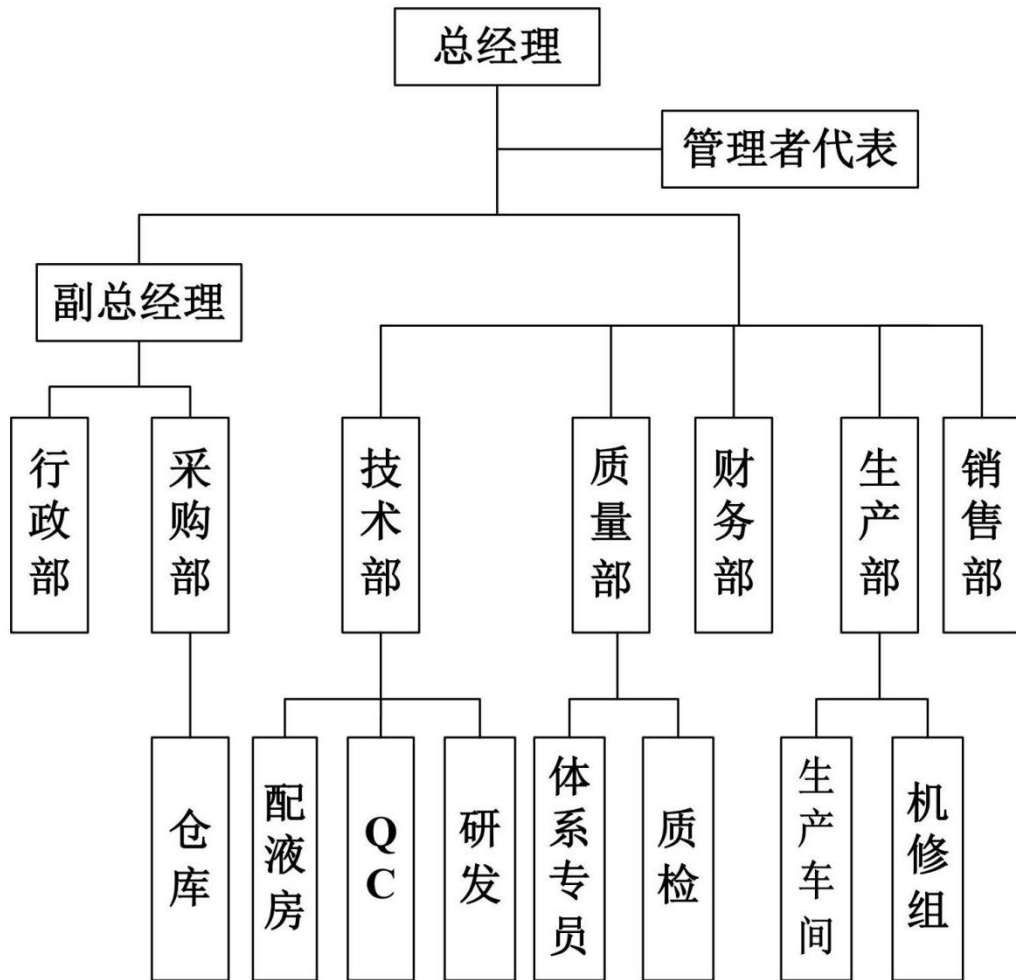 总经理
管理者代表
副总经理
行政部
采购部
技术部
质量部
财务部
生产部
销售部
仓库
配液房
QC
研发
体系专员
质检
生产车间
机修组